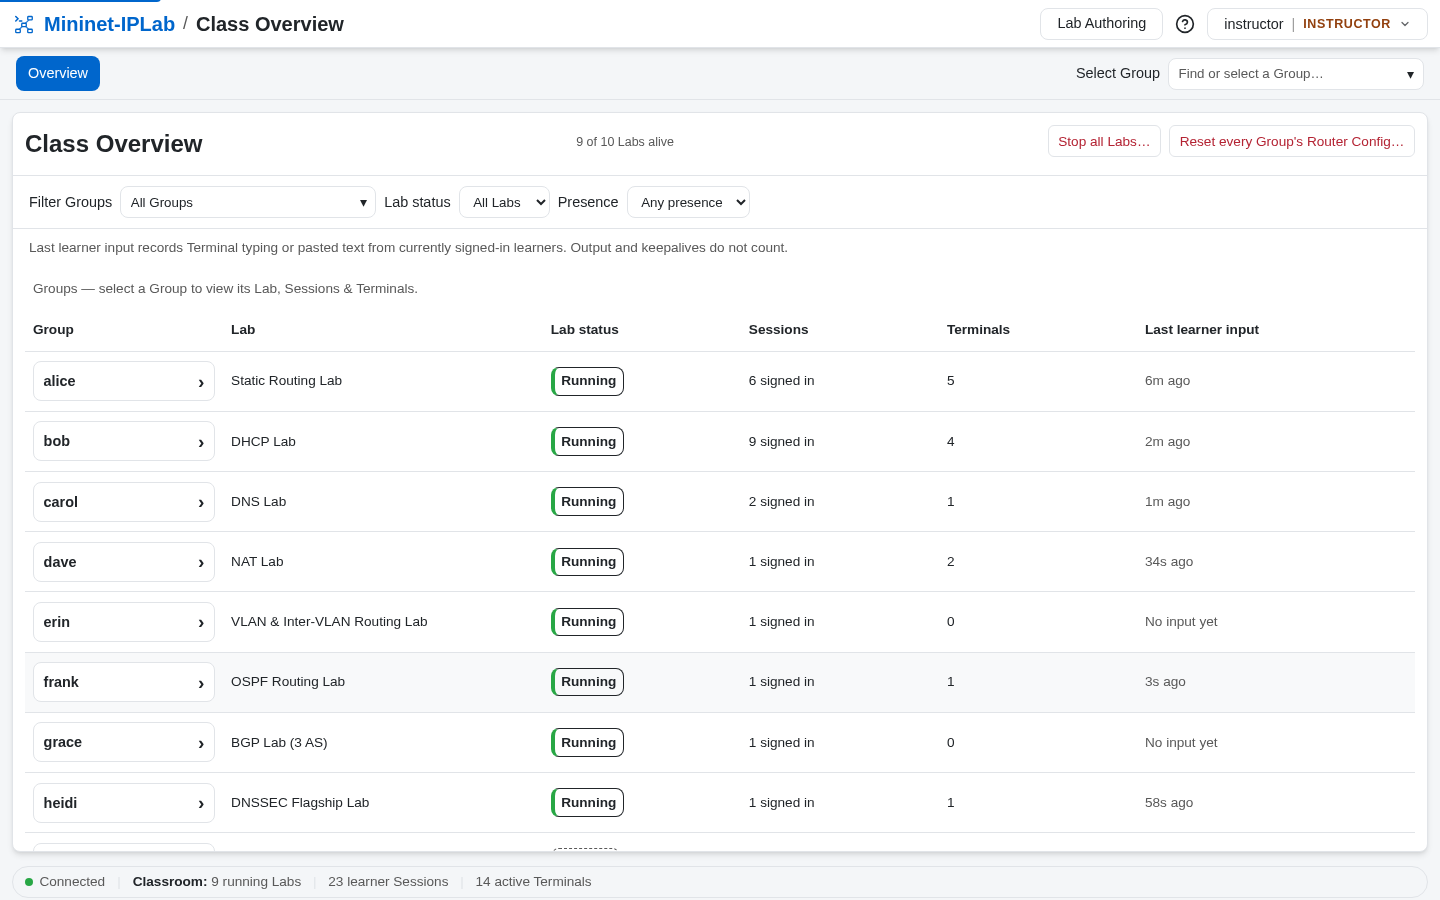 Mininet-IPLab / Class Overview
Lab Authoring
instructor | INSTRUCTOR
Overview
Select Group Find or select a Group…
Class Overview
9 of 10 Labs alive
Stop all Labs…
Reset every Group's Router Config…
Filter Groups All Groups Lab status All Labs Presence Any presence
Last learner input records Terminal typing or pasted text from currently signed-in learners. Output and keepalives do not count.
Groups — select a Group to view its Lab, Sessions & Terminals.
Group Lab Lab status Sessions Terminals Last learner input
alice › Static Routing Lab Running 6 signed in 5 6m ago
bob › DHCP Lab Running 9 signed in 4 2m ago
carol › DNS Lab Running 2 signed in 1 1m ago
dave › NAT Lab Running 1 signed in 2 34s ago
erin › VLAN & Inter-VLAN Routing Lab Running 1 signed in 0 No input yet
frank › OSPF Routing Lab Running 1 signed in 1 3s ago
grace › BGP Lab (3 AS) Running 1 signed in 0 No input yet
heidi › DNSSEC Flagship Lab Running 1 signed in 1 58s ago
Connected | Classroom: 9 running Labs | 23 learner Sessions | 14 active Terminals